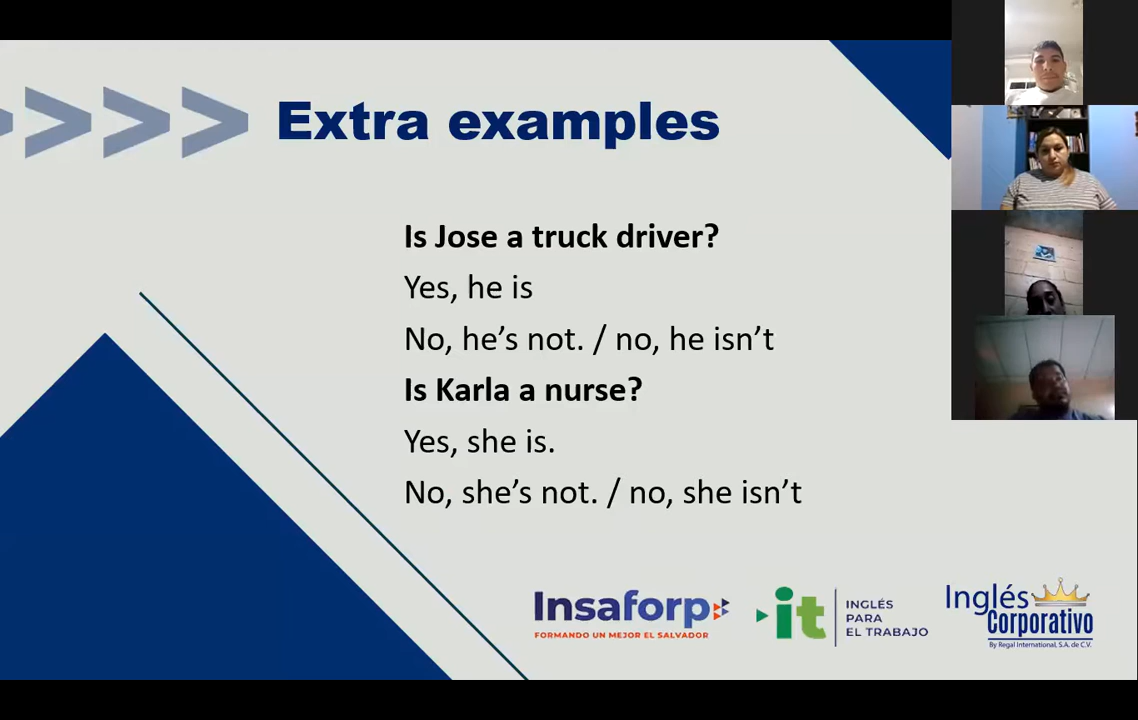 Extra examples
Is Jose a truck driver?
Yes, he is
No, he’s not. / no, he isn’t
Is Karla a nurse?
Yes, she is.
No, she’s not. / no, she isn’t
Insaforp
FORMANDO UN MEJOR EL SALVADOR
it
INGLÉS
PARA
EL TRABAJO
Inglés
Corporativo
By Regal International, S.A. de C.V.